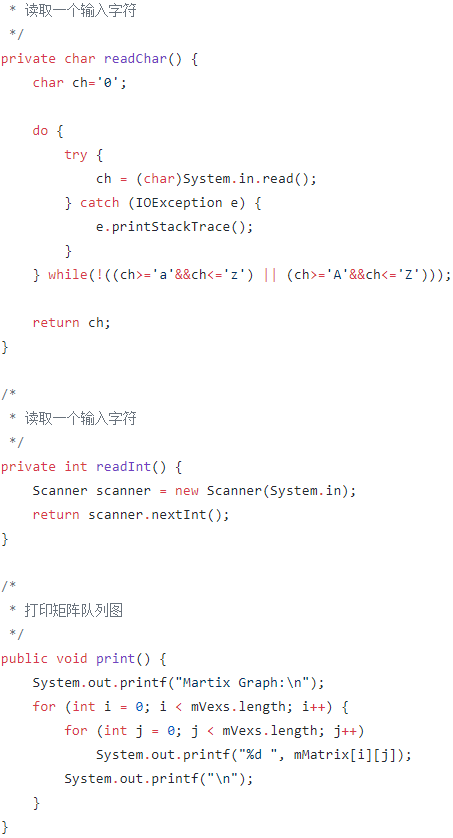 * 读取一个输入字符
 */
private char readChar() {
    char ch='0';

    do {
        try {
            ch = (char)System.in.read();
        } catch (IOException e) {
            e.printStackTrace();
        }
    } while(!((ch>='a'&&ch<='z') || (ch>='A'&&ch<='Z')));

    return ch;
}

/*
 * 读取一个输入字符
 */
private int readInt() {
    Scanner scanner = new Scanner(System.in);
    return scanner.nextInt();
}

/*
 * 打印矩阵队列图
 */
public void print() {
    System.out.printf("Martix Graph:\n");
    for (int i = 0; i < mVexs.length; i++) {
        for (int j = 0; j < mVexs.length; j++)
            System.out.printf("%d ", mMatrix[i][j]);
        System.out.printf("\n");
    }
}